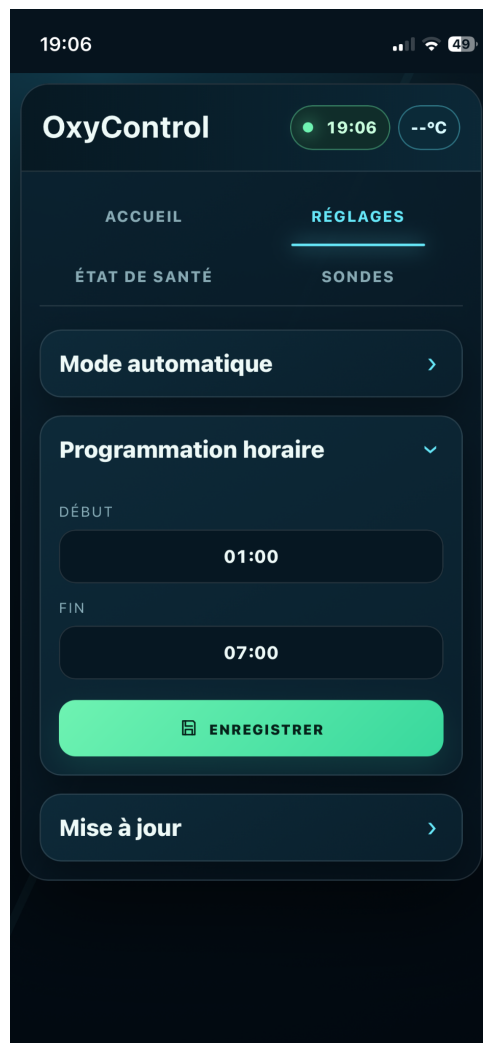 19:06
49
OxyControl
19:06
--°C
ACCUEIL
RÉGLAGES
ÉTAT DE SANTÉ
SONDES
Mode automatique
Programmation horaire
DÉBUT
01:00
FIN
07:00
ENREGISTRER
Mise à jour